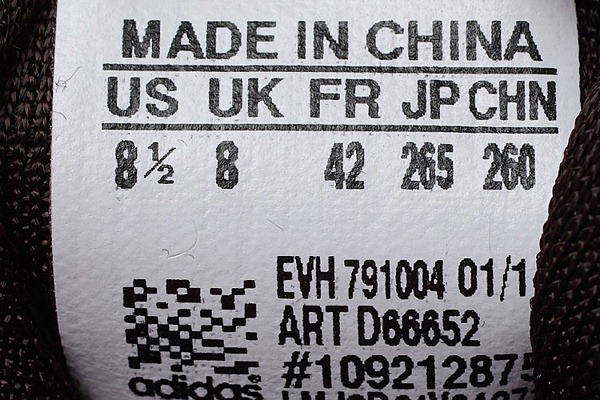 MADE IN CHINA
US UK FR JP CHN
8½ 8 42 265 260
EVH 791004 01/1
ART D66652
#109212875
adidas